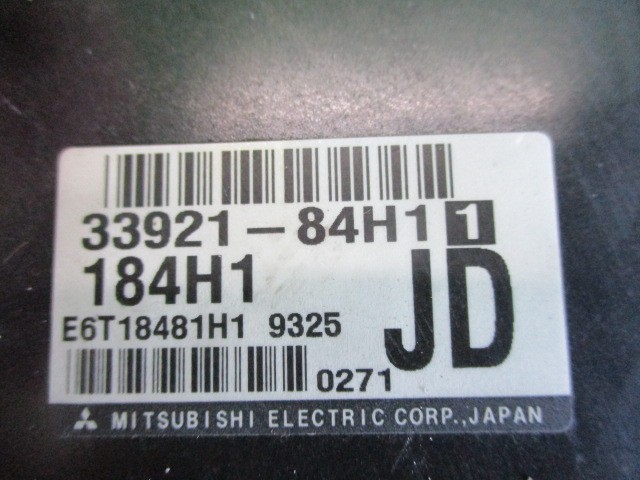 33921-84H1 1
184H1 JD
E6T18481H1 9325
0271
MITSUBISHI ELECTRIC CORP., JAPAN